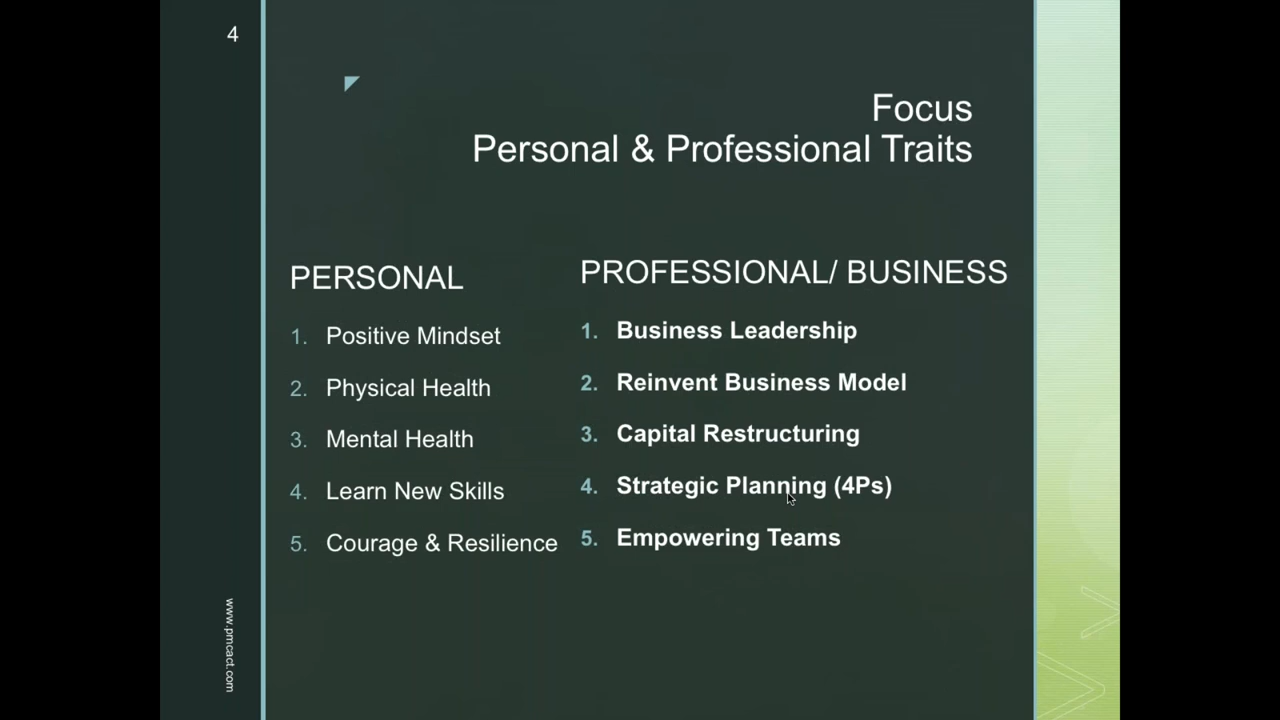 4
Focus
Personal & Professional Traits
PERSONAL
1. Positive Mindset
2. Physical Health
3. Mental Health
4. Learn New Skills
5. Courage & Resilience
PROFESSIONAL/ BUSINESS
1. Business Leadership
2. Reinvent Business Model
3. Capital Restructuring
4. Strategic Planning (4Ps)
5. Empowering Teams
www.pmcact.com